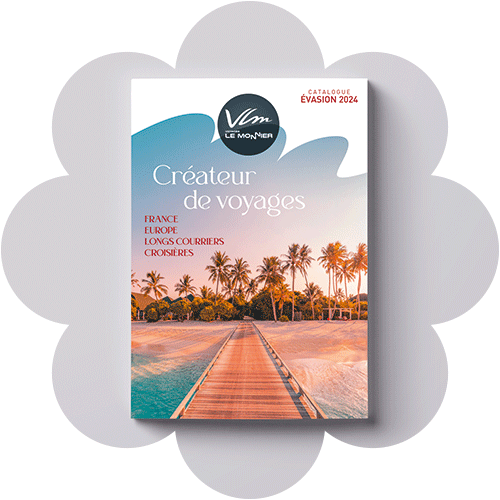 CATALOGUE
ÉVASION 2024
Vlm
VOYAGES
LE MONNIER
Créateur
de voyages
FRANCE
EUROPE
LONGS COURRIERS
CROISIÈRES